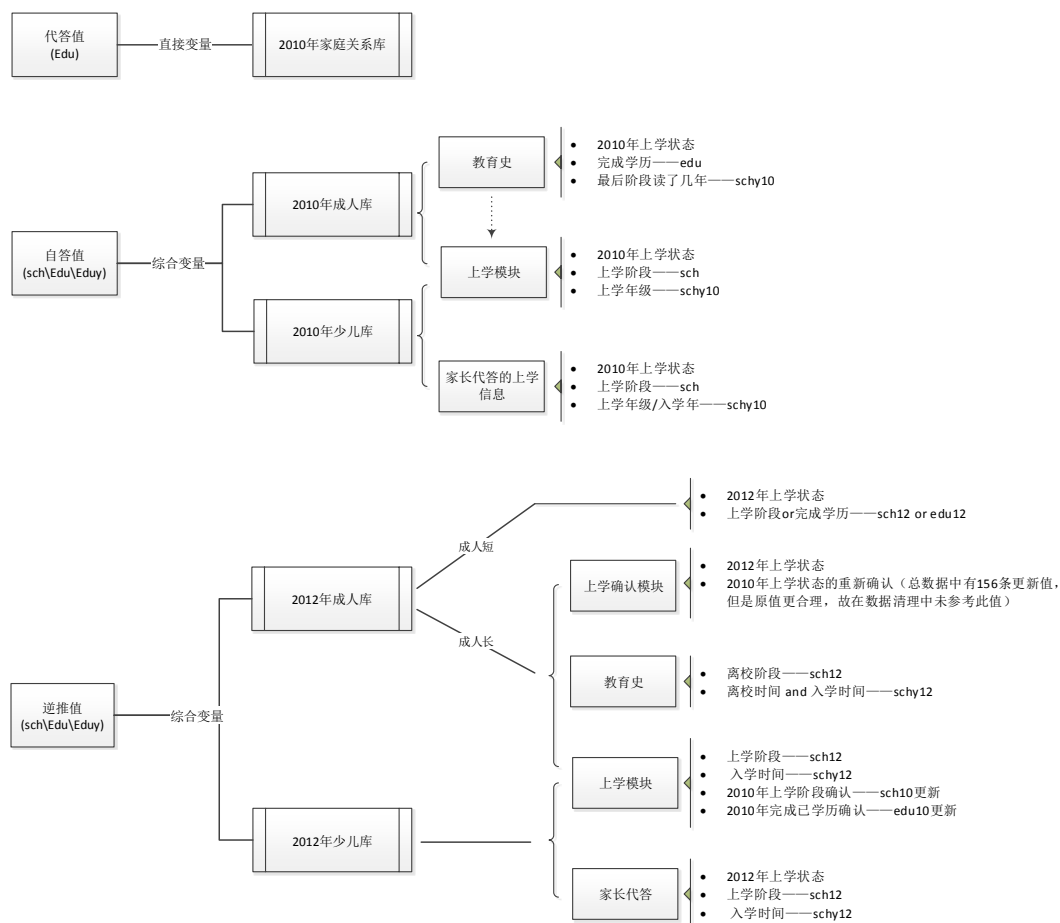 代答值
(Edu)
直接变量
2010年家庭关系库
自答值
(sch\Edu\Eduy)
综合变量
2010年成人库
2010年少儿库
教育史
• 2010年上学状态
• 完成学历——edu
• 最后阶段读了几年——schy10
上学模块
• 2010年上学状态
• 上学阶段——sch
• 上学年级——schy10
家长代答的上学
信息
• 2010年上学状态
• 上学阶段——sch
• 上学年级/入学年——schy10
逆推值
(sch\Edu\Eduy)
综合变量
2012年成人库
成人短
• 2012年上学状态
• 上学阶段or完成学历——sch12 or edu12
成人长
上学确认模块
• 2012年上学状态
• 2010年上学状态的重新确认（总数据中有156条更新值，
但是原值更合理，故在数据清理中未参考此值）
教育史
• 离校阶段——sch12
• 离校时间 and 入学时间——schy12
上学模块
• 上学阶段——sch12
• 入学时间——schy12
• 2010年上学阶段确认——sch10更新
• 2010年完成已学历确认——edu10更新
2012年少儿库
家长代答
• 2012年上学状态
• 上学阶段——sch12
• 入学时间——schy12